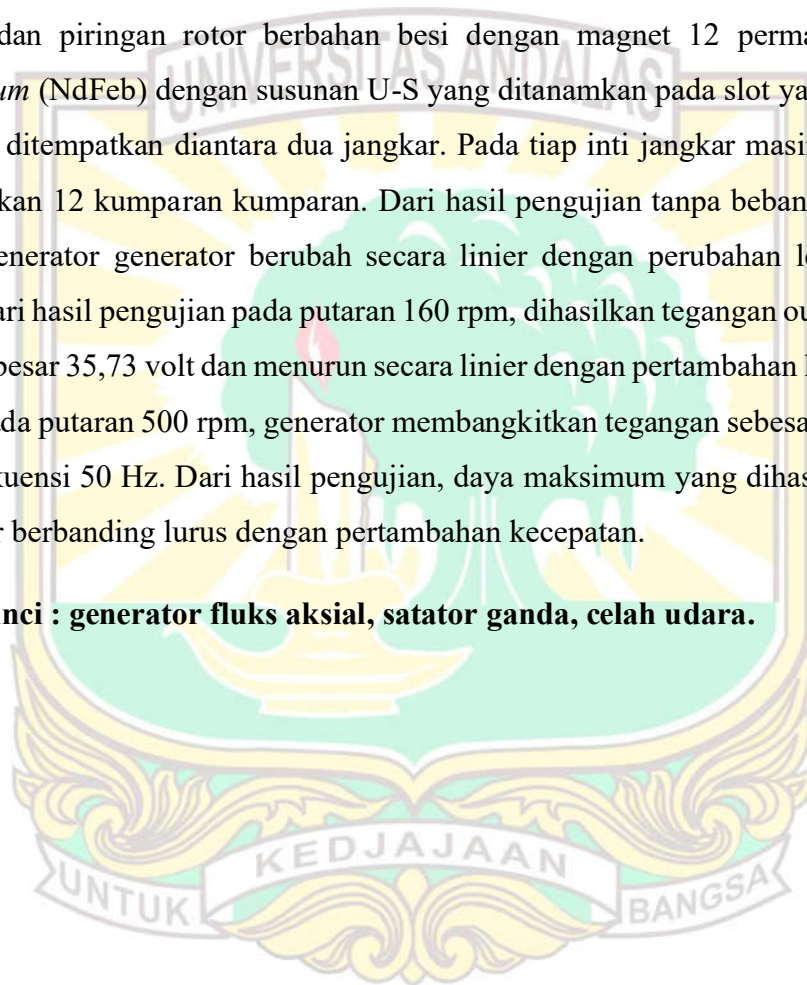 UNIVERSITAS ANDALAS
dan piringan rotor berbahan besi dengan magnet 12 perma
um (NdFeb) dengan susunan U-S yang ditanamkan pada slot ya
ditempatkan diantara dua jangkar. Pada tiap inti jangkar masin
kan 12 kumparan kumparan. Dari hasil pengujian tanpa beban
enerator generator berubah secara linier dengan perubahan
ari hasil pengujian pada putaran 160 rpm, dihasilkan tegangan ou
besar 35,73 volt dan menurun secara linier dengan pertambahan
da putaran 500 rpm, generator membangkitkan tegangan sebesa
kuensi 50 Hz. Dari hasil pengujian, daya maksimum yang dihas
r berbanding lurus dengan pertambahan kecepatan.
nci : generator fluks aksial, satator ganda, celah udara.
KEDJAJAAN
UNTUK BANGSA